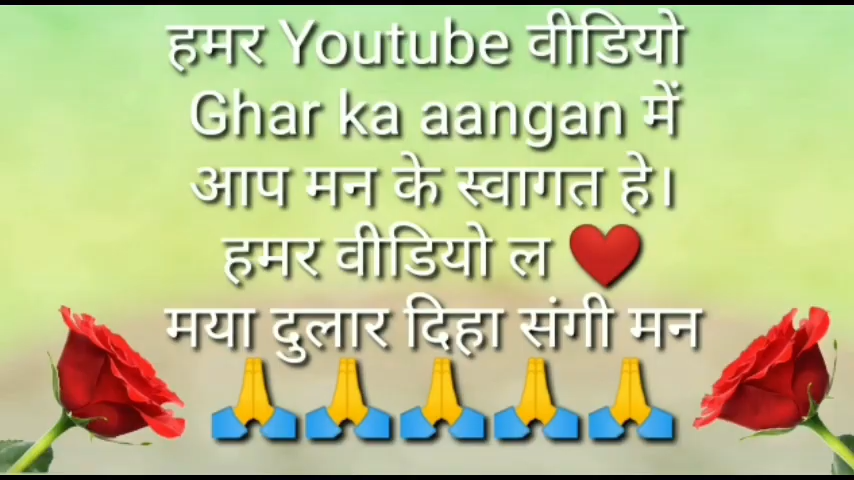 हमर Youtube वीडियो
Ghar ka aangan में
आप मन के स्वागत हे।
हमर वीडियो ल ❤️
मया दुलार दिहा संगी मन
🙏🙏🙏🙏🙏